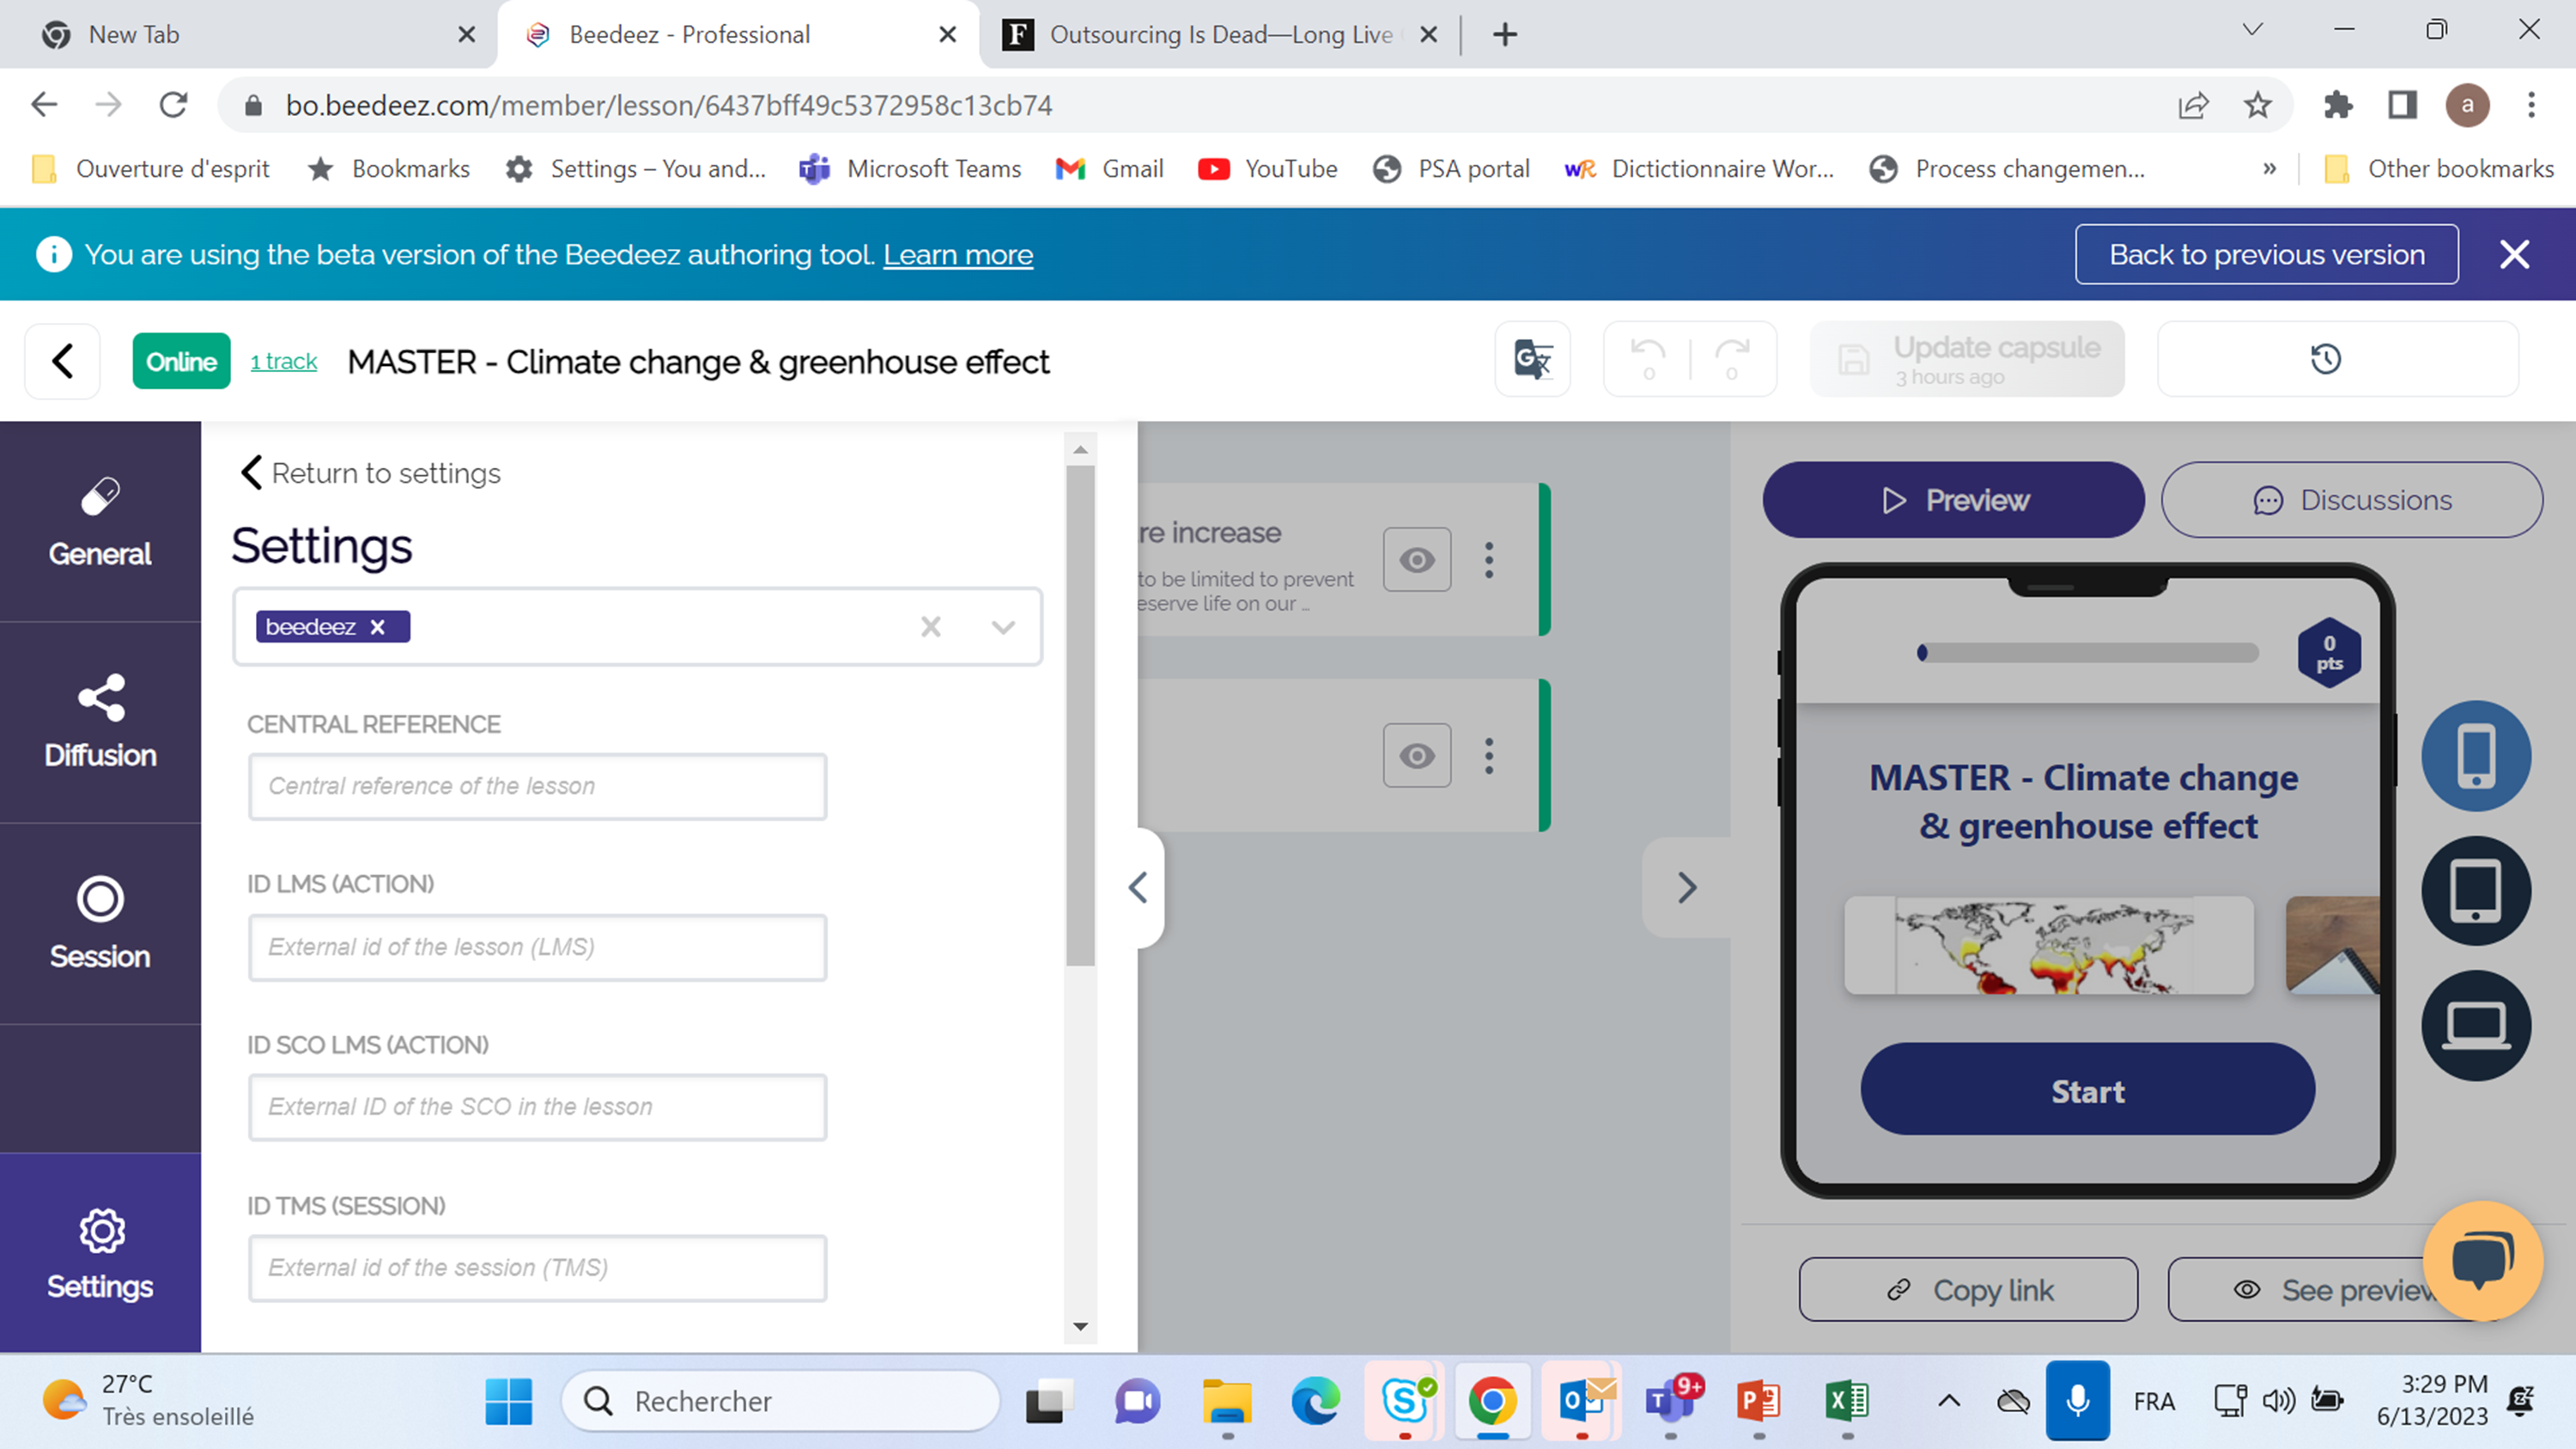 New Tab
Beedeez - Professional
Outsourcing Is Dead—Long Live
bo.beedeez.com/member/lesson/6437bff49c5372958c13cb74
a
Ouverture d'esprit
Bookmarks
Settings – You and...
Microsoft Teams
Gmail
YouTube
PSA portal
Dictictionnaire Wor...
Process changemen...
»
Other bookmarks
You are using the beta version of the Beedeez authoring tool. Learn more
Back to previous version
Online
1 track
MASTER - Climate change & greenhouse effect
0
0
Update capsule
3 hours ago
General
Diffusion
Session
Settings
Return to settings
Settings
beedeez
CENTRAL REFERENCE
Central reference of the lesson
ID LMS (ACTION)
External id of the lesson (LMS)
ID SCO LMS (ACTION)
External ID of the SCO in the lesson
ID TMS (SESSION)
External id of the session (TMS)
re increase
to be limited to prevent
eserve life on our ...
Preview
Discussions
0
pts
MASTER - Climate change
& greenhouse effect
Start
Copy link
See preview
27°C
Très ensoleillé
Rechercher
9+
FRA
3:29 PM
6/13/2023